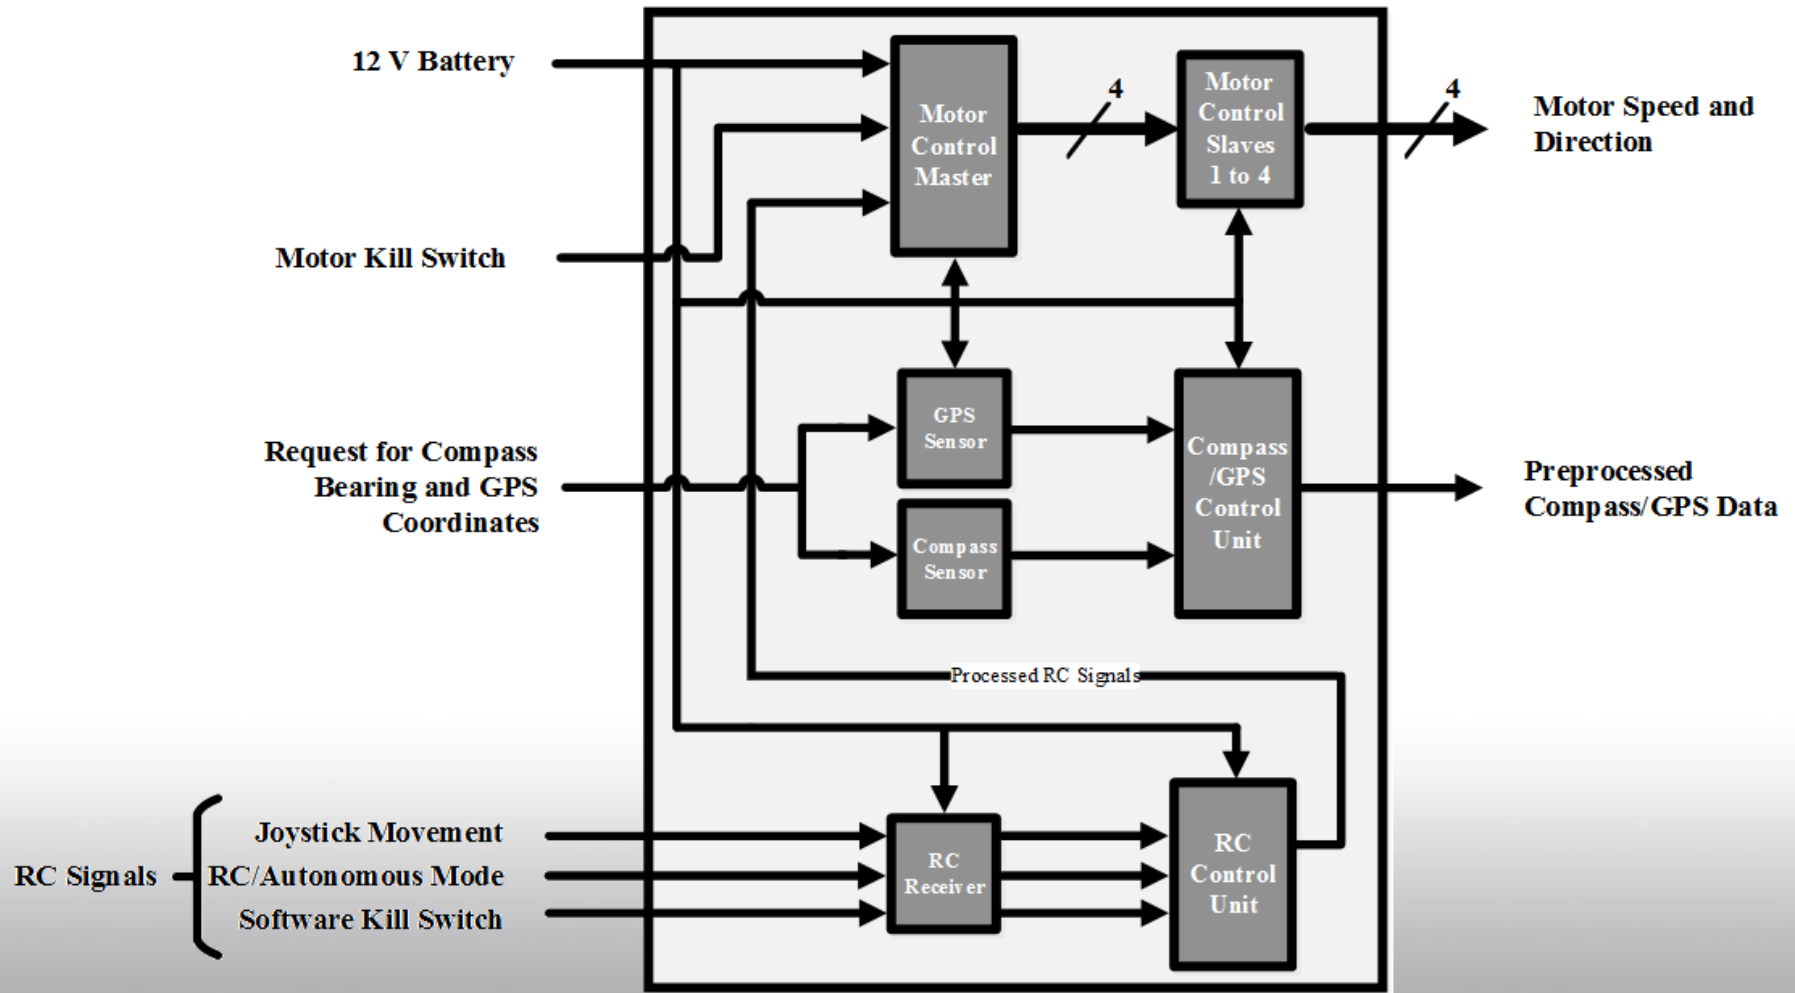 12 V Battery
Motor
Control
Master
4
Motor
Control
Slaves
1 to 4
4
Motor Speed and
Direction
Motor Kill Switch
Request for Compass
Bearing and GPS
Coordinates
GPS
Sensor
Compass
Sensor
Compass
/GPS
Control
Unit
Preprocessed
Compass/GPS Data
Processed RC Signals
RC Signals
Joystick Movement
RC/Autonomous Mode
Software Kill Switch
RC
Receiver
RC
Control
Unit